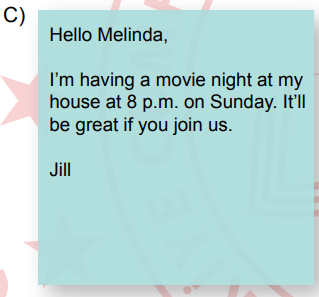 C)
Hello Melinda,
I'm having a movie night at my
house at 8 p.m. on Sunday. It'll
be great if you join us.
Jill